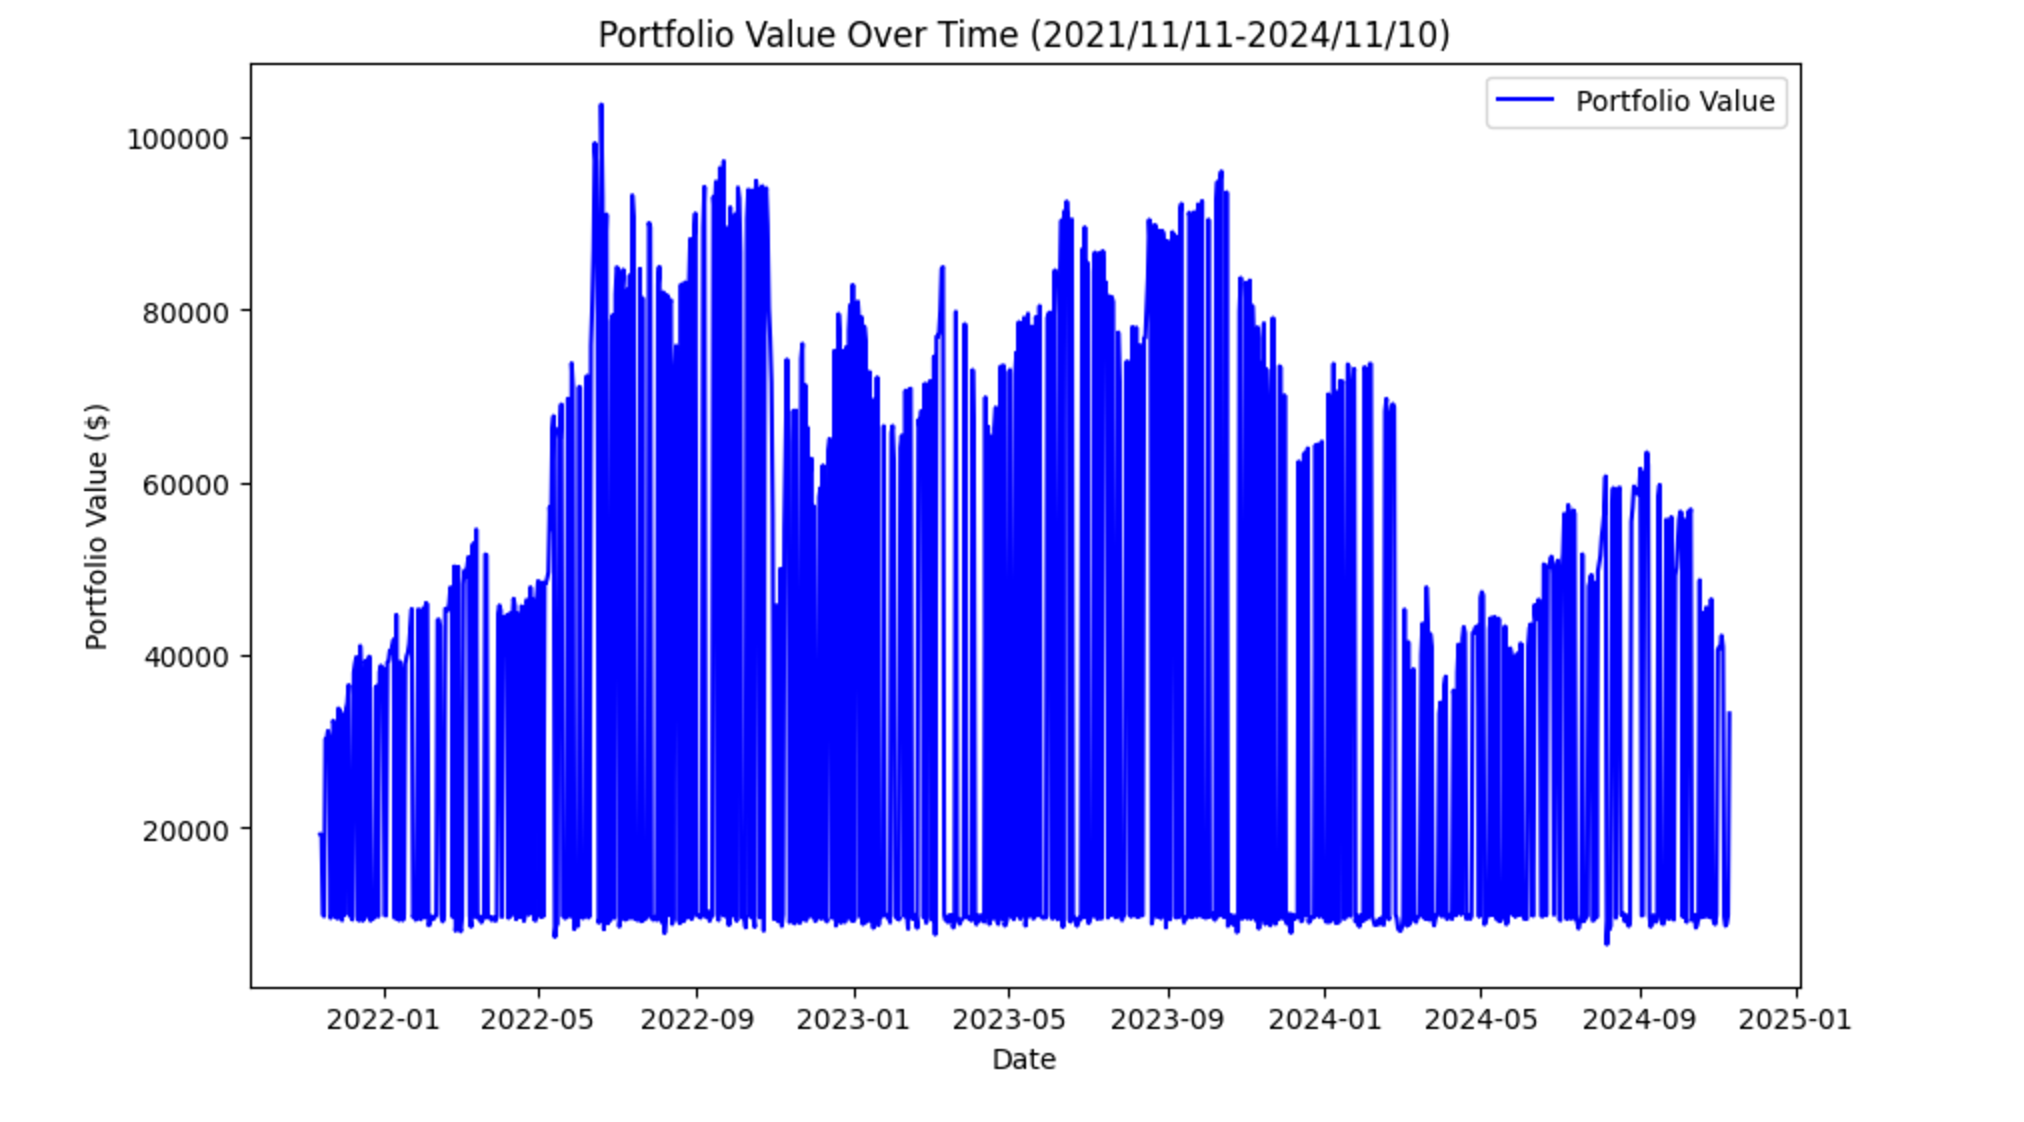 Portfolio Value Over Time (2021/11/11-2024/11/10)
Portfolio Value
100000
80000
60000
40000
20000
Portfolio Value ($)
2022-01 2022-05 2022-09 2023-01 2023-05 2023-09 2024-01 2024-05 2024-09 2025-01
Date